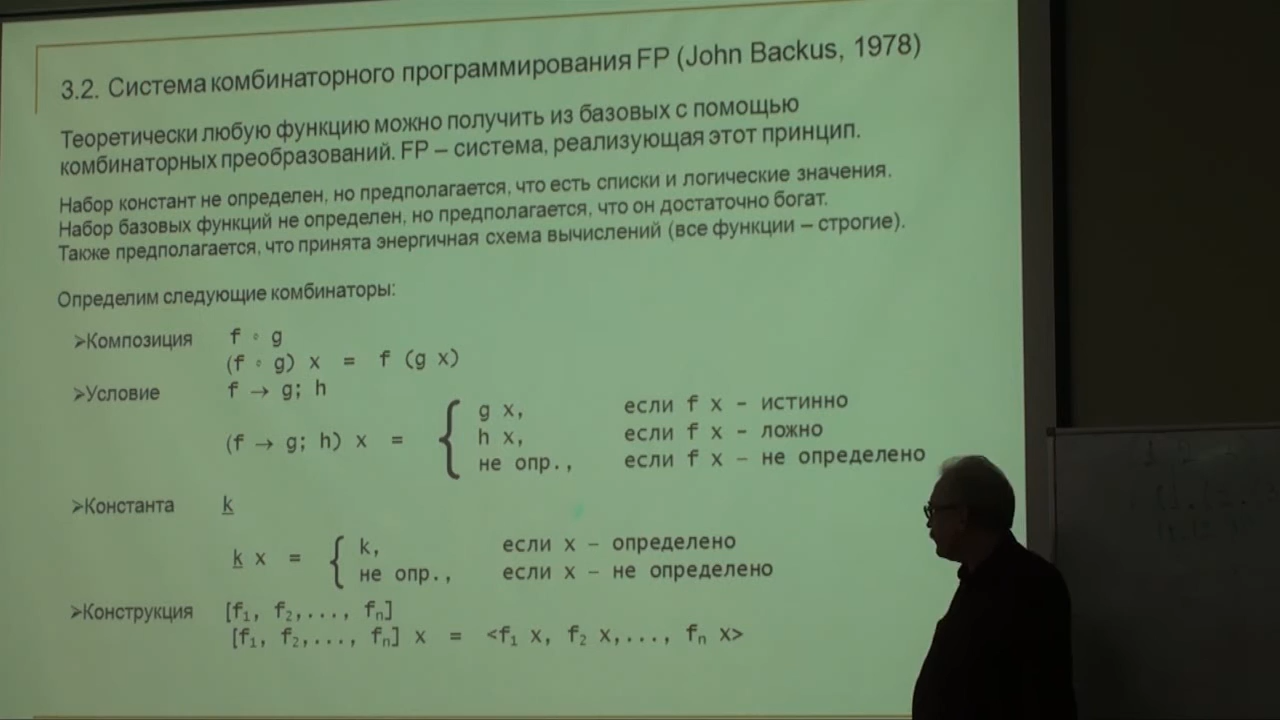 3.2. Система комбинаторного программирования FP (John Backus, 1978)
Теоретически любую функцию можно получить из базовых с помощью
комбинаторных преобразований. FP – система, реализующая этот принцип.
Набор констант не определен, но предполагается, что есть списки и логические значения.
Набор базовых функций не определен, но предполагается, что он достаточно богат.
Также предполагается, что принята энергичная схема вычислений (все функции – строгие).
Определим следующие комбинаторы:
➢Композиция f ∘ g
(f ∘ g) x = f (g x)
➢Условие f → g; h
(f → g; h) x = { g x, если f x – истинно
h x, если f x – ложно
не опр., если f x – не определено
➢Константа k
k x = { k, если x – определено
не опр., если x – не определено
➢Конструкция [f₁, f₂,..., fₙ]
[f₁, f₂,..., fₙ] x = <f₁ x, f₂ x,..., fₙ x>